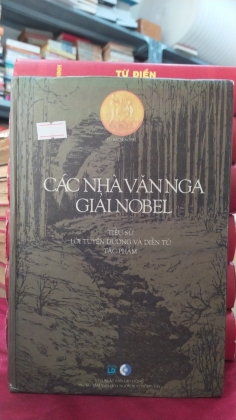 TỪ ĐIỂN
CÁC NHÀ VĂN NGA
GIẢI NOBEL
TIỂU SỬ
LỜI TUYÊN DƯƠNG VÀ DIỄN TỪ
TÁC PHẨM